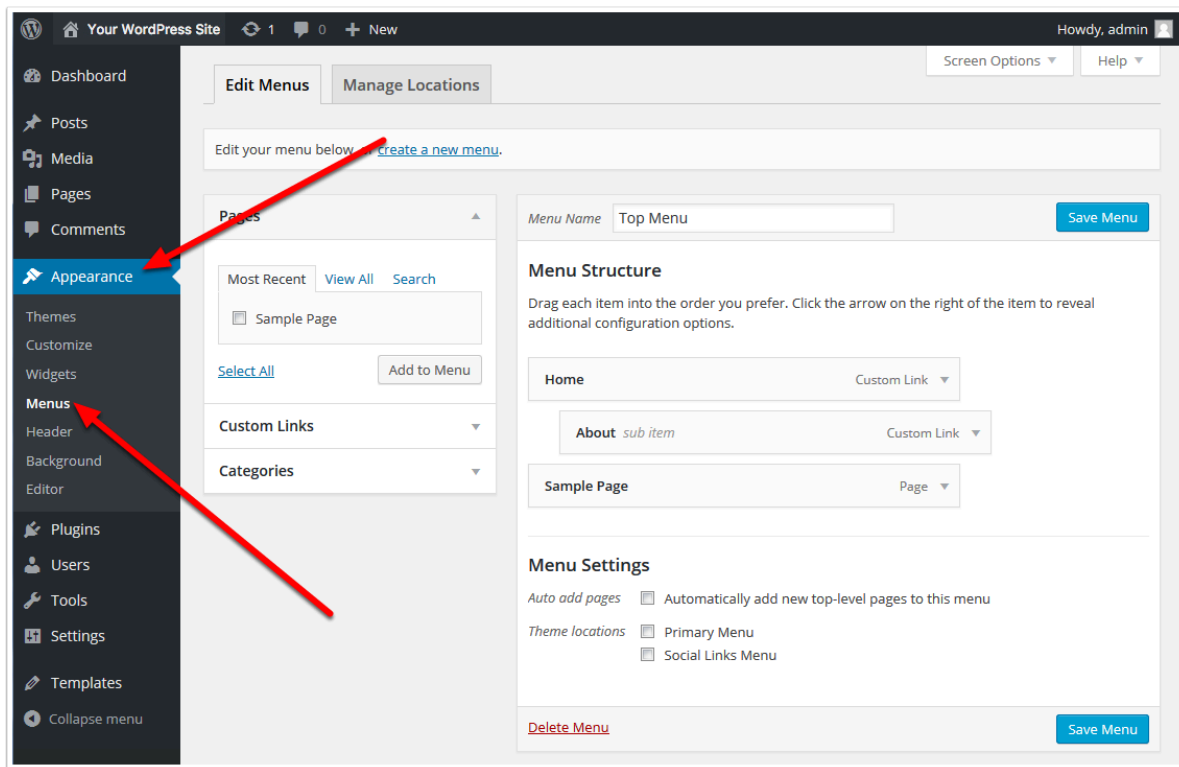 Your WordPress Site 1 0 New Howdy, admin
Screen Options Help
Dashboard
Posts
Media
Pages
Comments
Appearance
Themes
Customize
Widgets
Menus
Header
Background
Editor
Plugins
Users
Tools
Settings
Templates
Collapse menu
Edit Menus Manage Locations
Edit your menu below, or create a new menu.
Pages
Most Recent View All Search
Sample Page
Select All Add to Menu
Custom Links
Categories
Menu Name Top Menu Save Menu
Menu Structure
Drag each item into the order you prefer. Click the arrow on the right of the item to reveal
additional configuration options.
Home Custom Link
About sub item Custom Link
Sample Page Page
Menu Settings
Auto add pages Automatically add new top-level pages to this menu
Theme locations Primary Menu
Social Links Menu
Delete Menu Save Menu